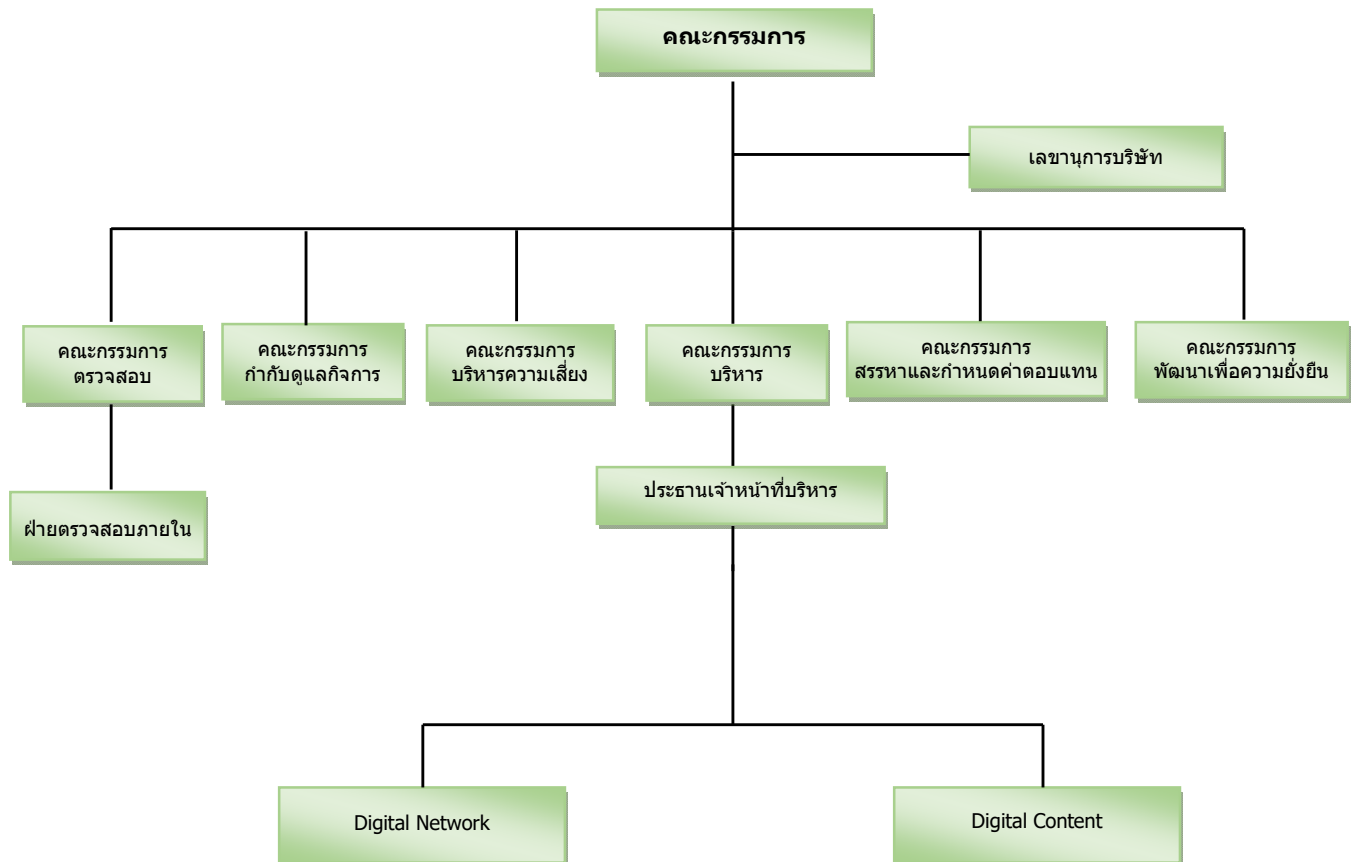 คณะกรรมการ
เลขานุการบริษัท
คณะกรรมการ
ตรวจสอบ
คณะกรรมการ
กำกับดูแลกิจการ
คณะกรรมการ
บริหารความเสี่ยง
คณะกรรมการ
บริหาร
คณะกรรมการ
สรรหาและกำหนดค่าตอบแทน
คณะกรรมการ
พัฒนาเพื่อความยั่งยืน
ฝ่ายตรวจสอบภายใน
ประธานเจ้าหน้าที่บริหาร
Digital Network
Digital Content